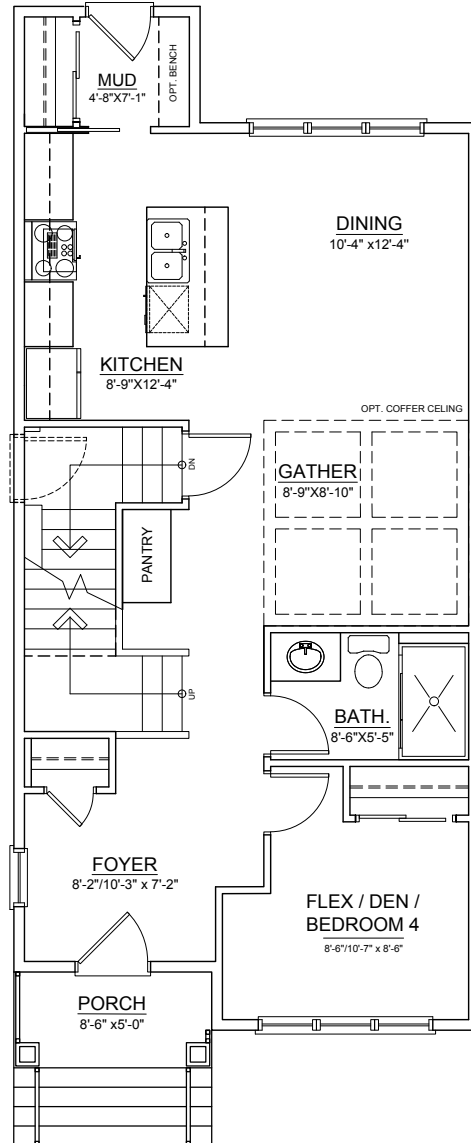 MUD
4'-8"X7'-1"
OPT. BENCH
DINING
10'-4" x12'-4"
KITCHEN
8'-9"X12'-4"
OPT. COFFER CELING
GATHER
8'-9"X8'-10"
DN
PANTRY
UP
BATH.
8'-6"X5'-5"
FOYER
8'-2"/10'-3" x 7'-2"
FLEX / DEN /
BEDROOM 4
8'-6"/10'-7" x 8'-6"
PORCH
8'-6" x5'-0"